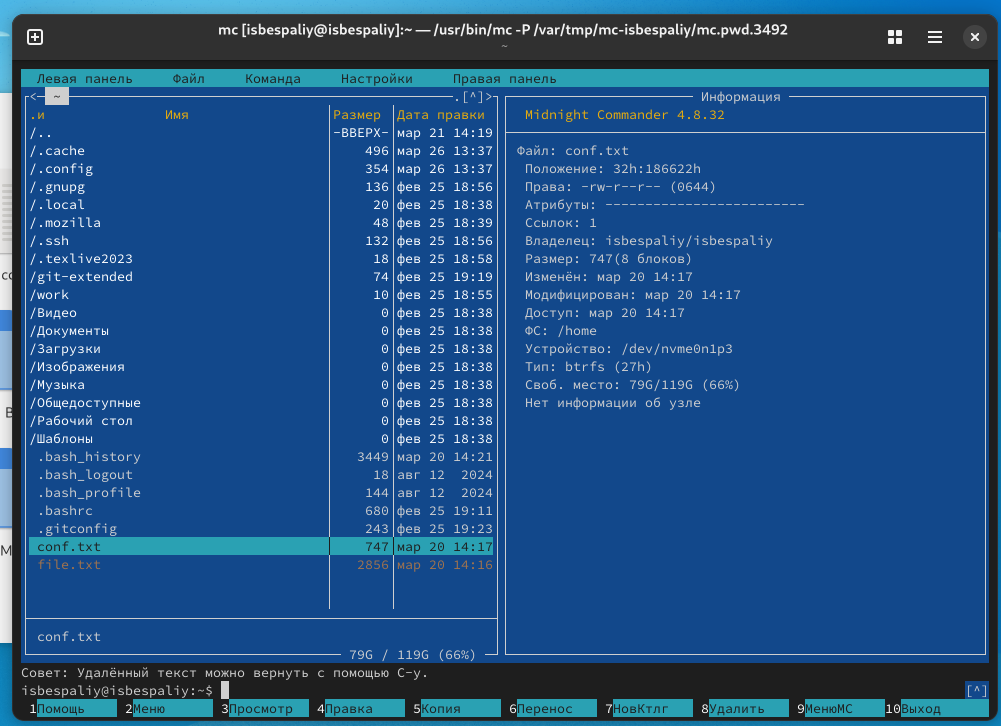 mc [isbespaliy@isbespaliy]:~ — /usr/bin/mc -P /var/tmp/mc-isbespaliy/mc.pwd.3492
~
Левая панель Файл Команда Настройки Правая панель
<- ~ .[^]>
.и Имя Размер Дата правки
/.. -ВВЕРХ- мар 21 14:19
/.cache 496 мар 26 13:37
/.config 354 мар 26 13:37
/.gnupg 136 фев 25 18:56
/.local 20 фев 25 18:38
/.mozilla 48 фев 25 18:39
/.ssh 132 фев 25 18:56
/.texlive2023 18 фев 25 18:58
/git-extended 74 фев 25 19:19
/work 10 фев 25 18:55
/Видео 0 фев 25 18:38
/Документы 0 фев 25 18:38
/Загрузки 0 фев 25 18:38
/Изображения 0 фев 25 18:38
/Музыка 0 фев 25 18:38
/Общедоступные 0 фев 25 18:38
/Рабочий стол 0 фев 25 18:38
/Шаблоны 0 фев 25 18:38
.bash_history 3449 мар 20 14:21
.bash_logout 18 авг 12 2024
.bash_profile 144 авг 12 2024
.bashrc 680 фев 25 19:11
.gitconfig 243 фев 25 19:23
conf.txt 747 мар 20 14:17
file.txt 2856 мар 20 14:16
conf.txt
79G / 119G (66%)
Информация
Midnight Commander 4.8.32
Файл: conf.txt
Положение: 32h:186622h
Права: -rw-r--r-- (0644)
Атрибуты: -------------------------
Ссылок: 1
Владелец: isbespaliy/isbespaliy
Размер: 747(8 блоков)
Изменён: мар 20 14:17
Модифицирован: мар 20 14:17
Доступ: мар 20 14:17
ФС: /home
Устройство: /dev/nvme0n1p3
Тип: btrfs (27h)
Своб. место: 79G/119G (66%)
Нет информации об узле
Совет: Удалённый текст можно вернуть с помощью C-y.
isbespaliy@isbespaliy:~$ [^]
1Помощь 2Меню 3Просмотр 4Правка 5Копия 6Перенос 7НовКтлг 8Удалить 9МенюМС 10Выход